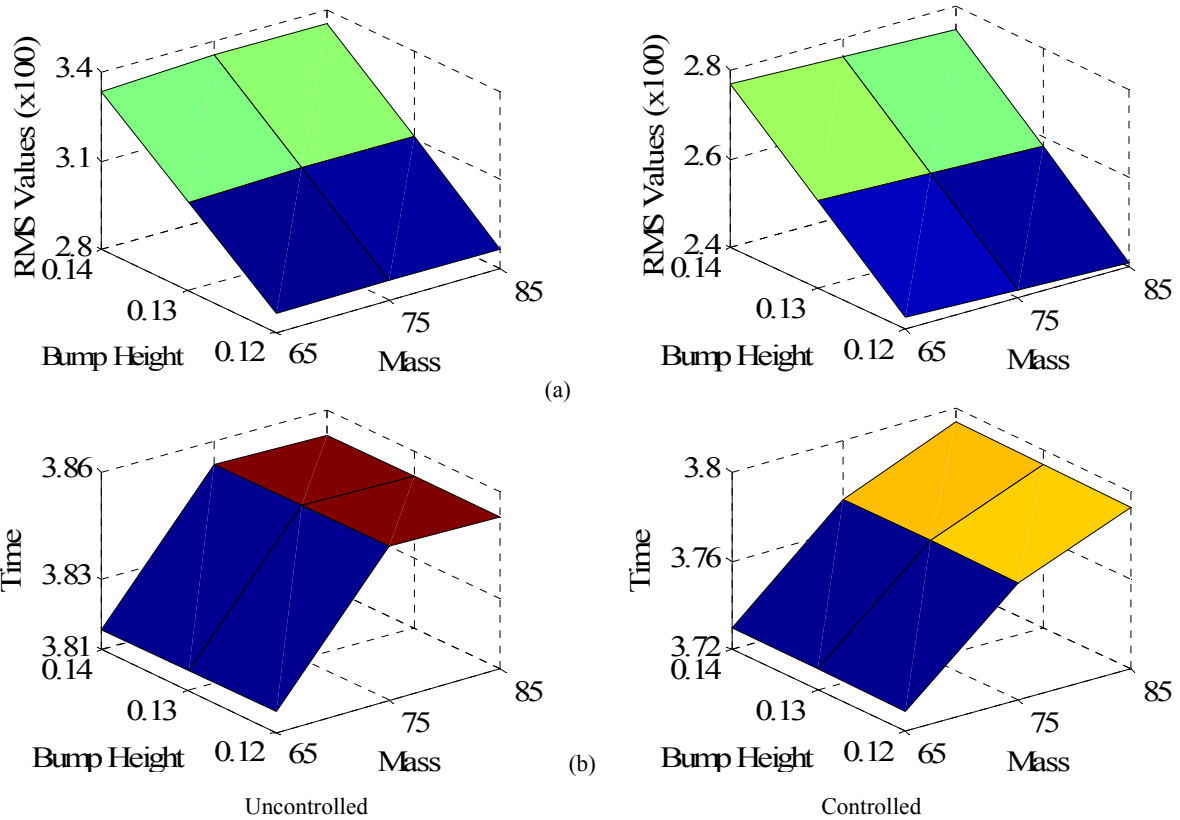 RMS Values (x100)
3.4
3.1
2.8
0.14
0.13
0.12
Bump Height
65
75
85
Mass
RMS Values (x100)
2.8
2.6
2.4
0.14
0.13
0.12
Bump Height
65
75
85
Mass
(a)
Time
3.86
3.83
3.81
0.14
0.13
0.12
Bump Height
65
75
85
Mass
Time
3.8
3.76
3.72
0.14
0.13
0.12
Bump Height
65
75
85
Mass
(b)
Uncontrolled
Controlled